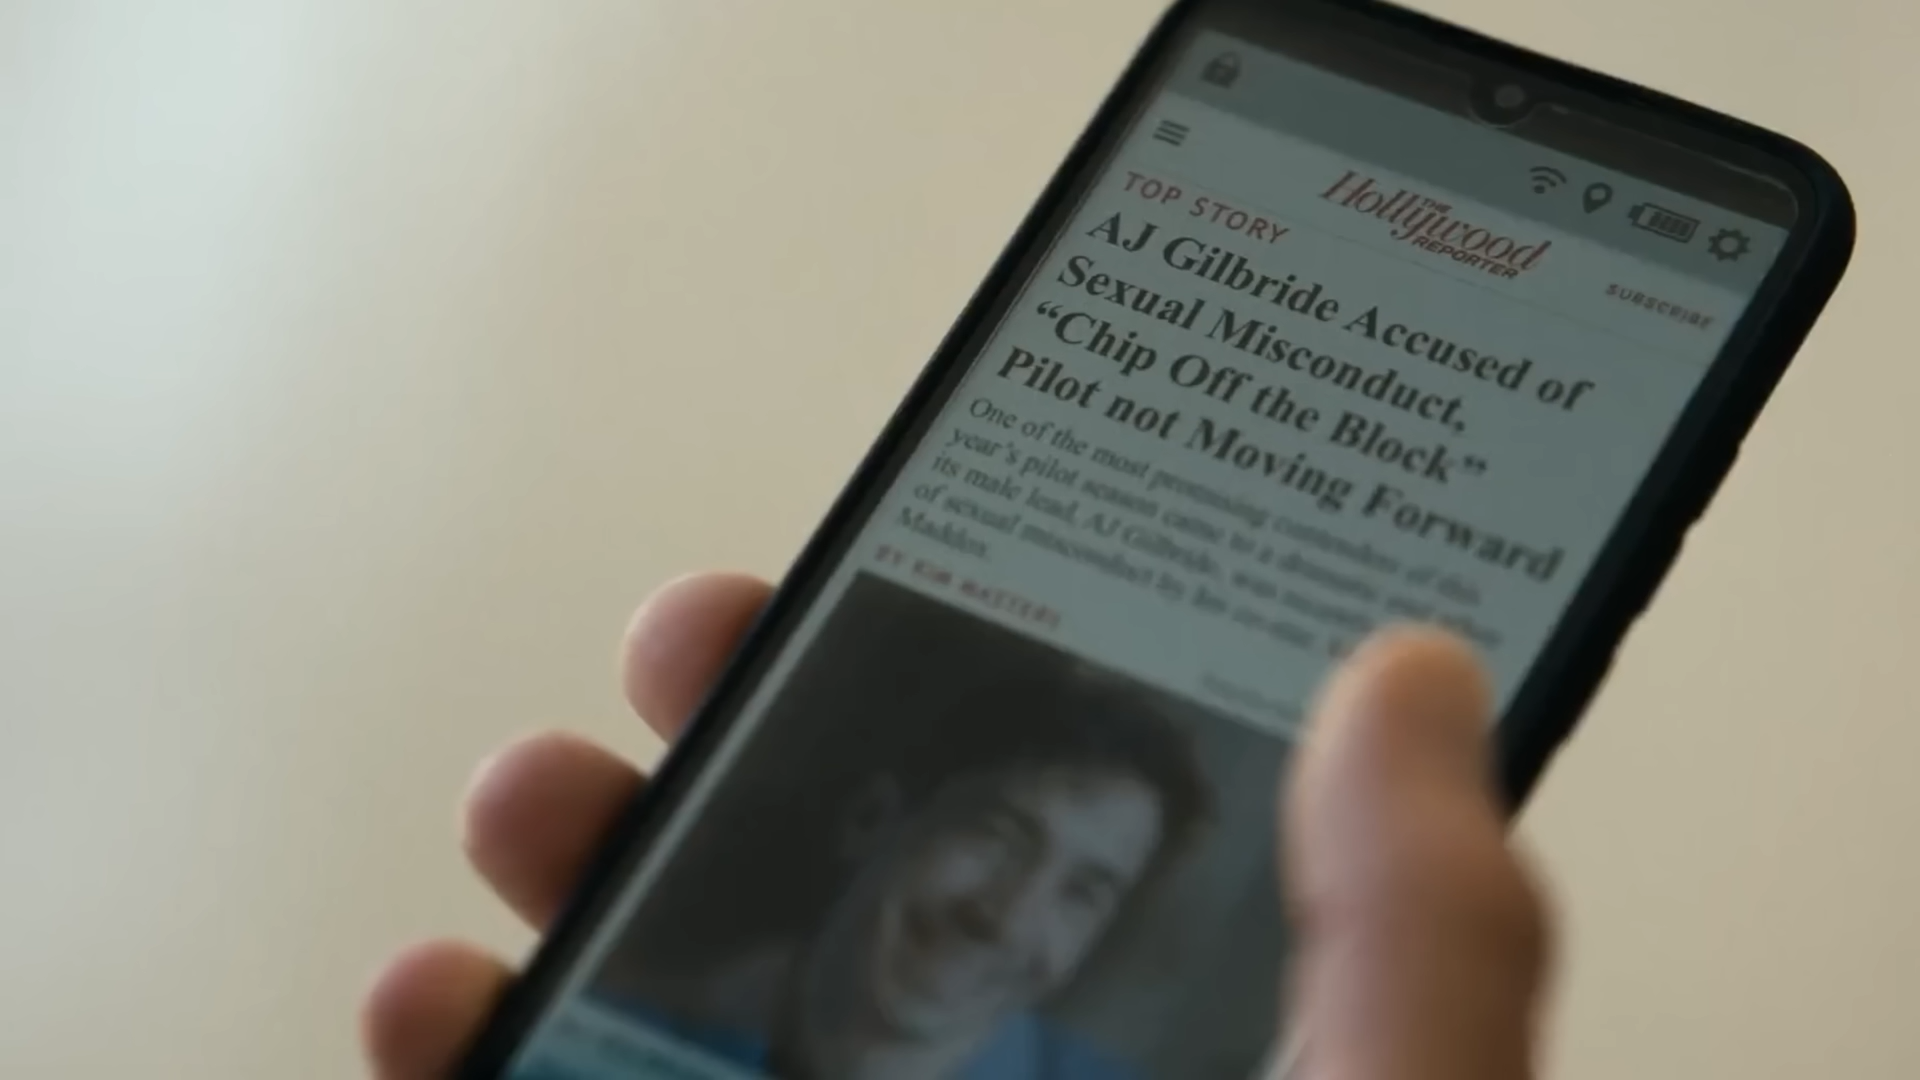 THE
Hollywood
REPORTER
SUBSCRIBE
TOP STORY
AJ Gilbride Accused of
Sexual Misconduct,
“Chip Off the Block”
Pilot not Moving Forward
One of the most promising contenders of this
year's pilot season came to a
its male lead, AJ Gilbride, was
of sexual misconduct by his co-star,
Maddox.
BY KIM MASTERS